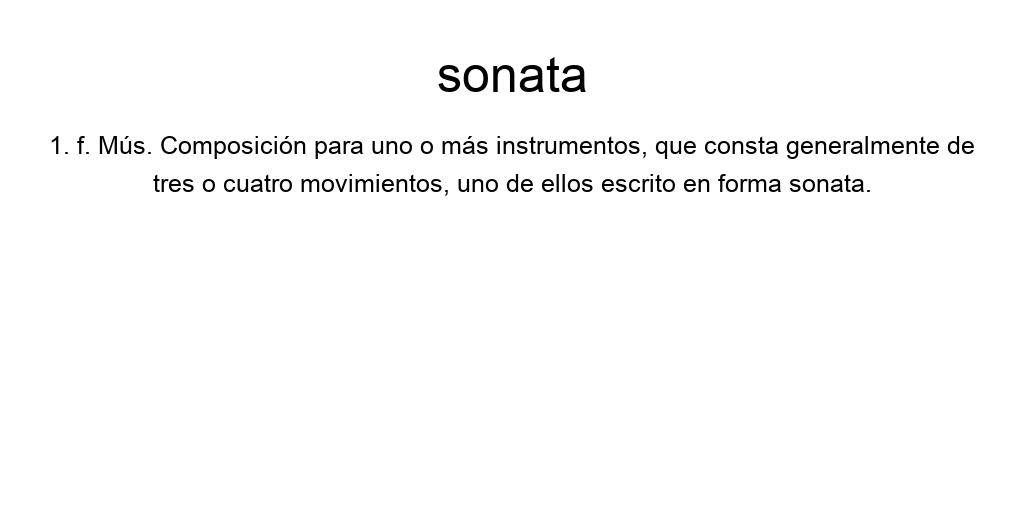 sonata
1. f. Mús. Composición para uno o más instrumentos, que consta generalmente de
tres o cuatro movimientos, uno de ellos escrito en forma sonata.